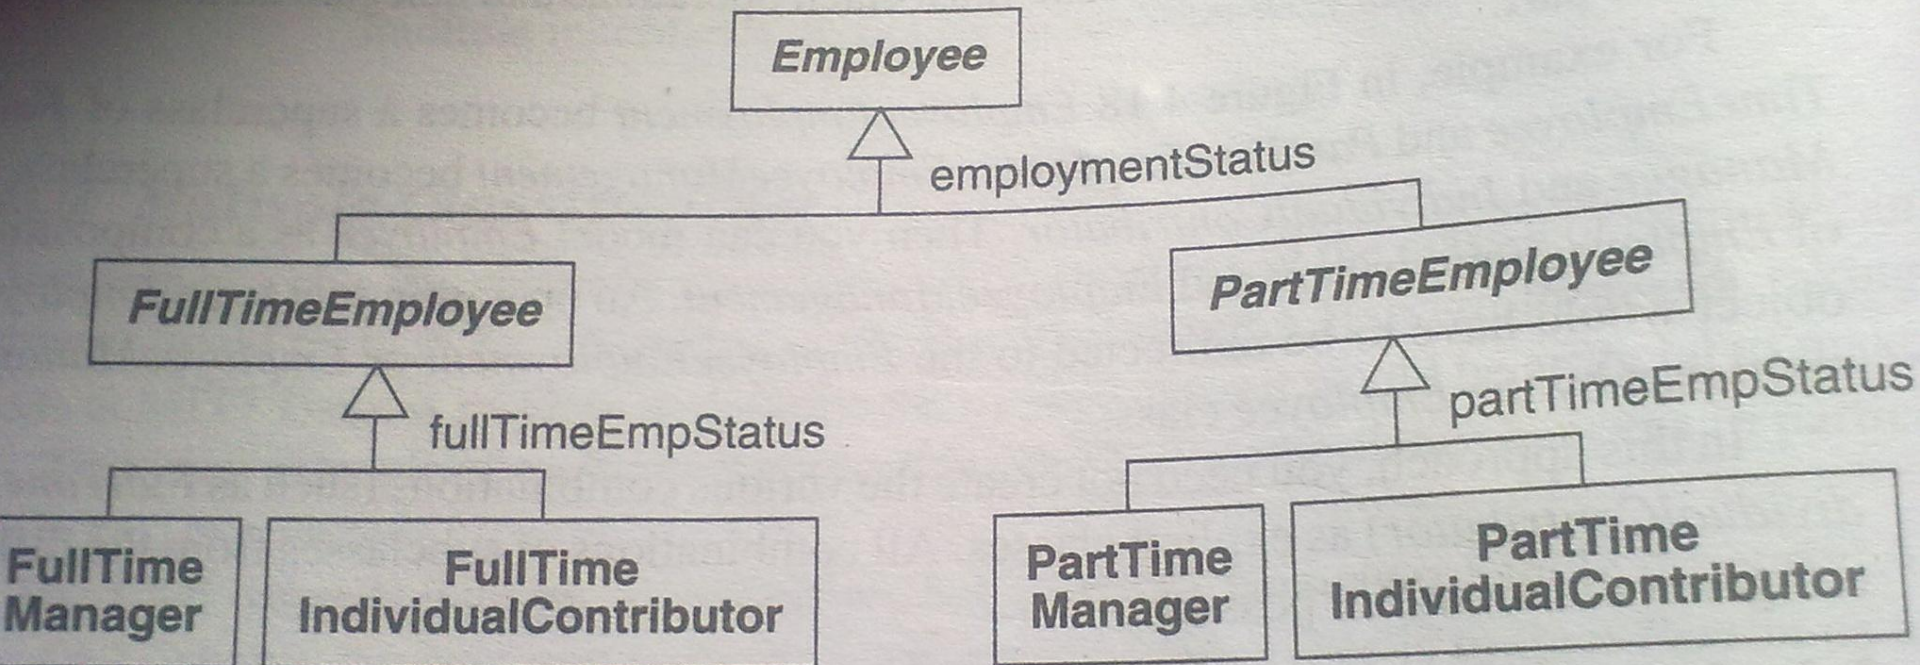 Employee
employmentStatus
FullTimeEmployee
PartTimeEmployee
fullTimeEmpStatus
partTimeEmpStatus
FullTime
Manager
FullTime
IndividualContributor
PartTime
Manager
PartTime
IndividualContributor